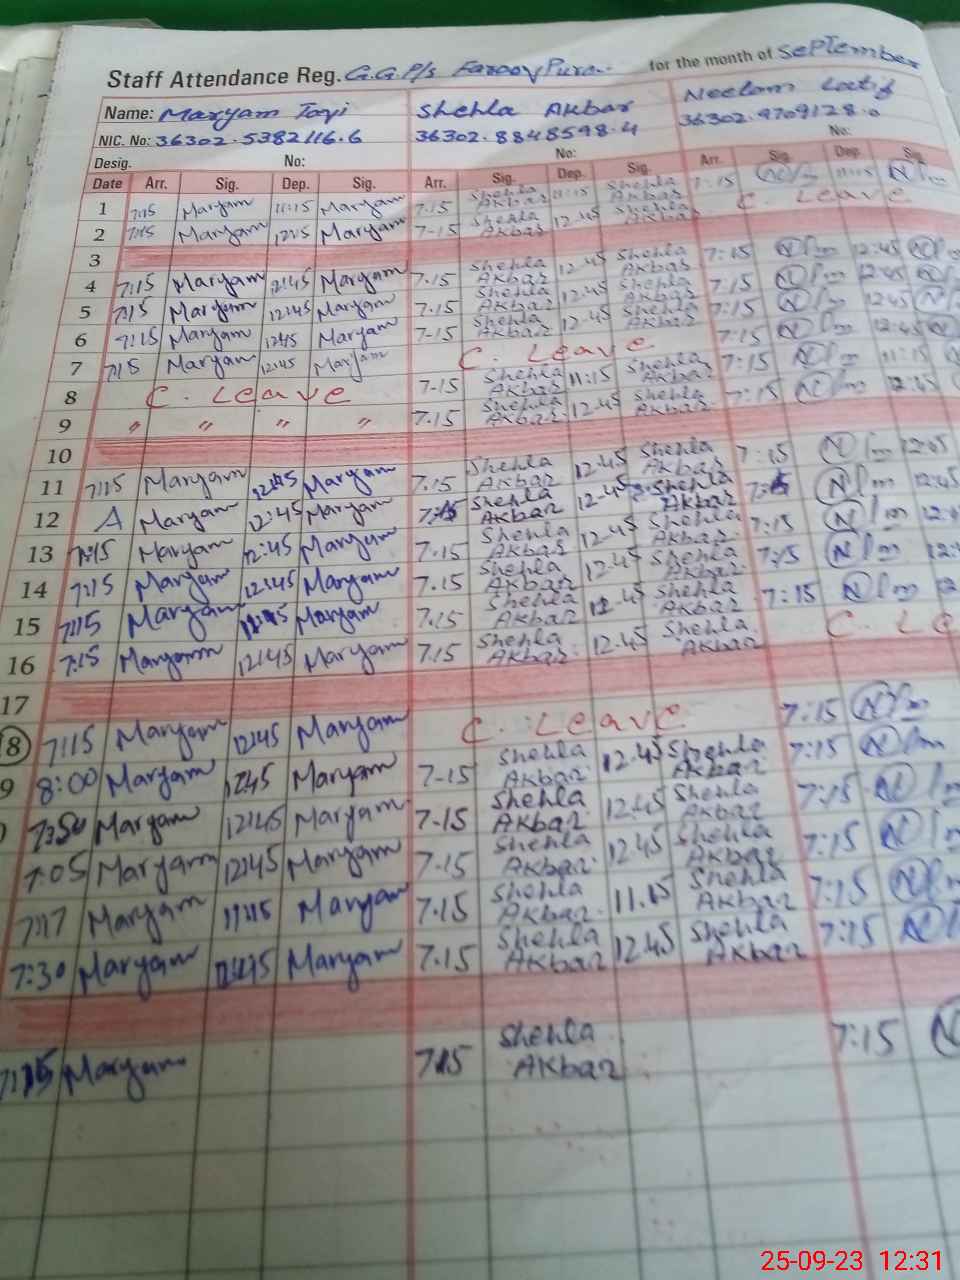 Staff Attendance Reg. G.G.P/s Farooq Pura. for the month of September
Name: Maryam Shehla Akbar Neelam Latif
NIC. No: 36302.5382116.6 36302.8848598.4 36302.9709128.0
Desig. No: No: No:
Date Arr. Sig. Dep. Sig. Arr. Sig. Dep. Sig. Arr. Sig. Dep. Sig.
1 7:15 Maryam 11:15 Maryam 7.15 Shehla Akbar 11:15 Shehla Akbar 7:15 11:15
2 7:15 Maryam 12:45 Maryam 7-15 Shehla Akbar 12.45 Shehla Akbar C. Leave
3
4 7:15 Maryam 12:45 Maryam 7.15 Shehla Akbar 12.45 Shehla Akbar 7:15 12:45
5 7:15 Maryam 12:45 Maryam 7.15 Shehla Akbar 12.45 Shehla Akbar 7:15 12:45
6 7:15 Maryam 12:45 Maryam 7-15 Shehla Akbar 12.45 Shehla Akbar 7:15 12:45
7 7:15 Maryam 12:45 Maryam C. Leave 7:15 12:45
8 C. Leave 7-15 Shehla Akbar 11:15 Shehla Akbar 7:15 11:15
9 " " " " 7.15 Shehla Akbar 12.45 Shehla Akbar 7:15 12:45
10
11 7:15 Maryam 12:45 Maryam 7.15 Shehla Akbar 12.45 Shehla Akbar 7:15 12:45
12 A Maryam 12:45 Maryam 7:15 Shehla Akbar 12-45 Shehla Akbar 7:15 12:45
13 7:15 Maryam 12:45 Maryam 7.15 Shehla Akbar 12.45 Shehla Akbar 7:15
14 7:15 Maryam 12:45 Maryam 7.15 Shehla Akbar 12.45 Shehla Akbar 7:15
15 7:15 Maryam Maryam 7.15 Shehla Akbar 12.45 Shehla Akbar 7:15
16 7:15 Maryam 12:45 Maryam 7.15 Shehla Akbar 12.45 Shehla Akbar C. Le
17
8 7:15 Maryam 12:45 Maryam C. Leave 7:15
9 8:00 Maryam 12:45 Maryam 7-15 Shehla Akbar 12.45 Shehla Akbar 7:15
7:50 Maryam 12:45 Maryam 7-15 Shehla Akbar 12.45 Shehla Akbar 7:15
7:05 Maryam 12:45 Maryam 7.15 Shehla Akbar 12.45 Shehla Akbar 7:15
7:17 Maryam 11:15 Maryam 7.15 Shehla Akbar 11.15 Shehla Akbar 7:15
7:30 Maryam 12:45 Maryam 7.15 Shehla Akbar 12.45 Shehla Akbar 7:15
7:15 Maryam 7.15 Shehla Akbar 7:15
25-09-23 12:31